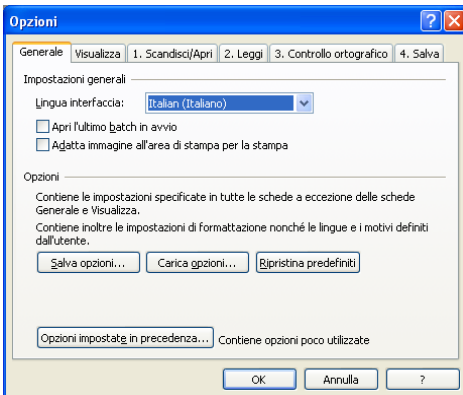 Opzioni
?
Generale Visualizza 1. Scandisci/Apri 2. Leggi 3. Controllo ortografico 4. Salva
Impostazioni generali
Lingua interfaccia: Italian (Italiano)
Apri l'ultimo batch in avvio
Adatta immagine all'area di stampa per la stampa
Opzioni
Contiene le impostazioni specificate in tutte le schede a eccezione delle schede
Generale e Visualizza.
Contiene inoltre le impostazioni di formattazione nonché le lingue e i motivi definiti
dall'utente.
Salva opzioni... Carica opzioni... Ripristina predefiniti
Opzioni impostate in precedenza... Contiene opzioni poco utilizzate
OK Annulla ?